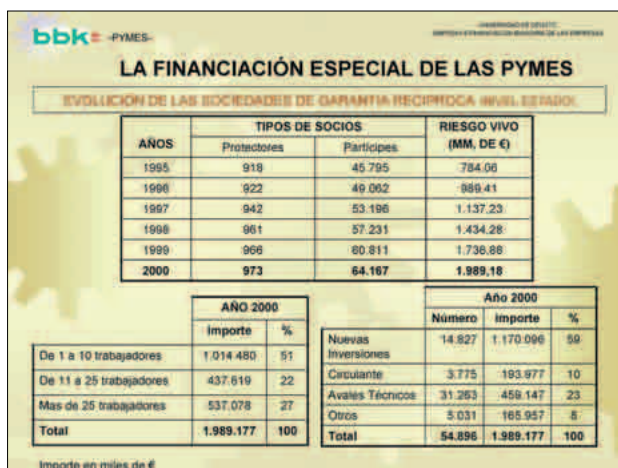 bbk= -PYMES-
UNIVERSIDAD DE DEUSTO
LA FINANCIACIÓN ESPECIAL DE LAS PYMES
EVOLUCIÓN DE LAS SOCIEDADES DE GARANTIA RECIPROCA (NIVEL ESTADO)
AÑOS TIPOS DE SOCIOS RIESGO VIVO
Protectores Partícipes (MM. DE €)
1995 918 45.795 784.06
1996 922 49.062 989.41
1997 942 53.196 1.137.23
1998 961 57.231 1.434.28
1999 966 60.811 1.736.88
2000 973 64.167 1.989,18
AÑO 2000
Importe %
De 1 a 10 trabajadores 1.014.480 51
De 11 a 25 trabajadores 437.619 22
Mas de 25 trabajadores 537.078 27
Total 1.989.177 100
Año 2000
Número Importe %
Nuevas Inversiones 14.827 1.170.096 59
Circulante 3.775 193.977 10
Avales Técnicos 31.263 459.147 23
Otros 5.031 165.957 8
Total 54.896 1.989.177 100
Importe en miles de €